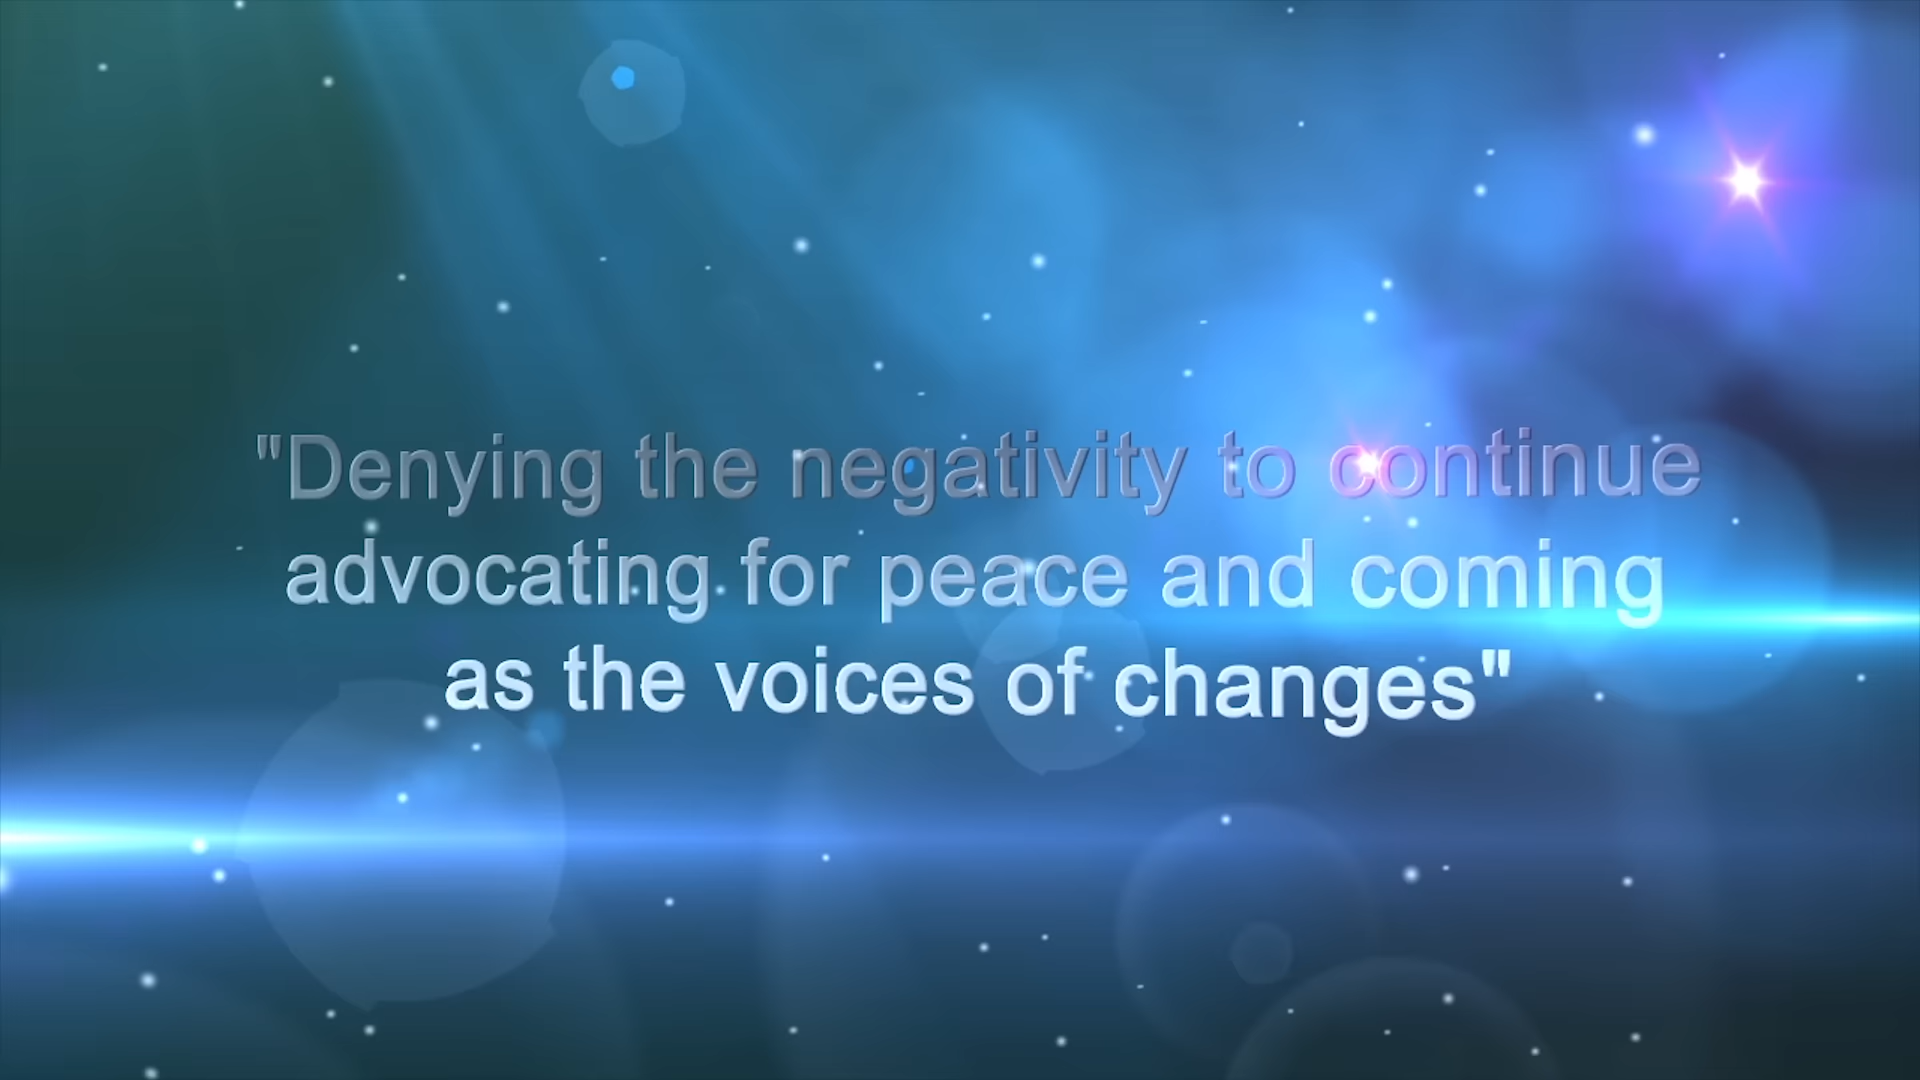 "Denying the negativity to continue
advocating for peace and coming
as the voices of changes"